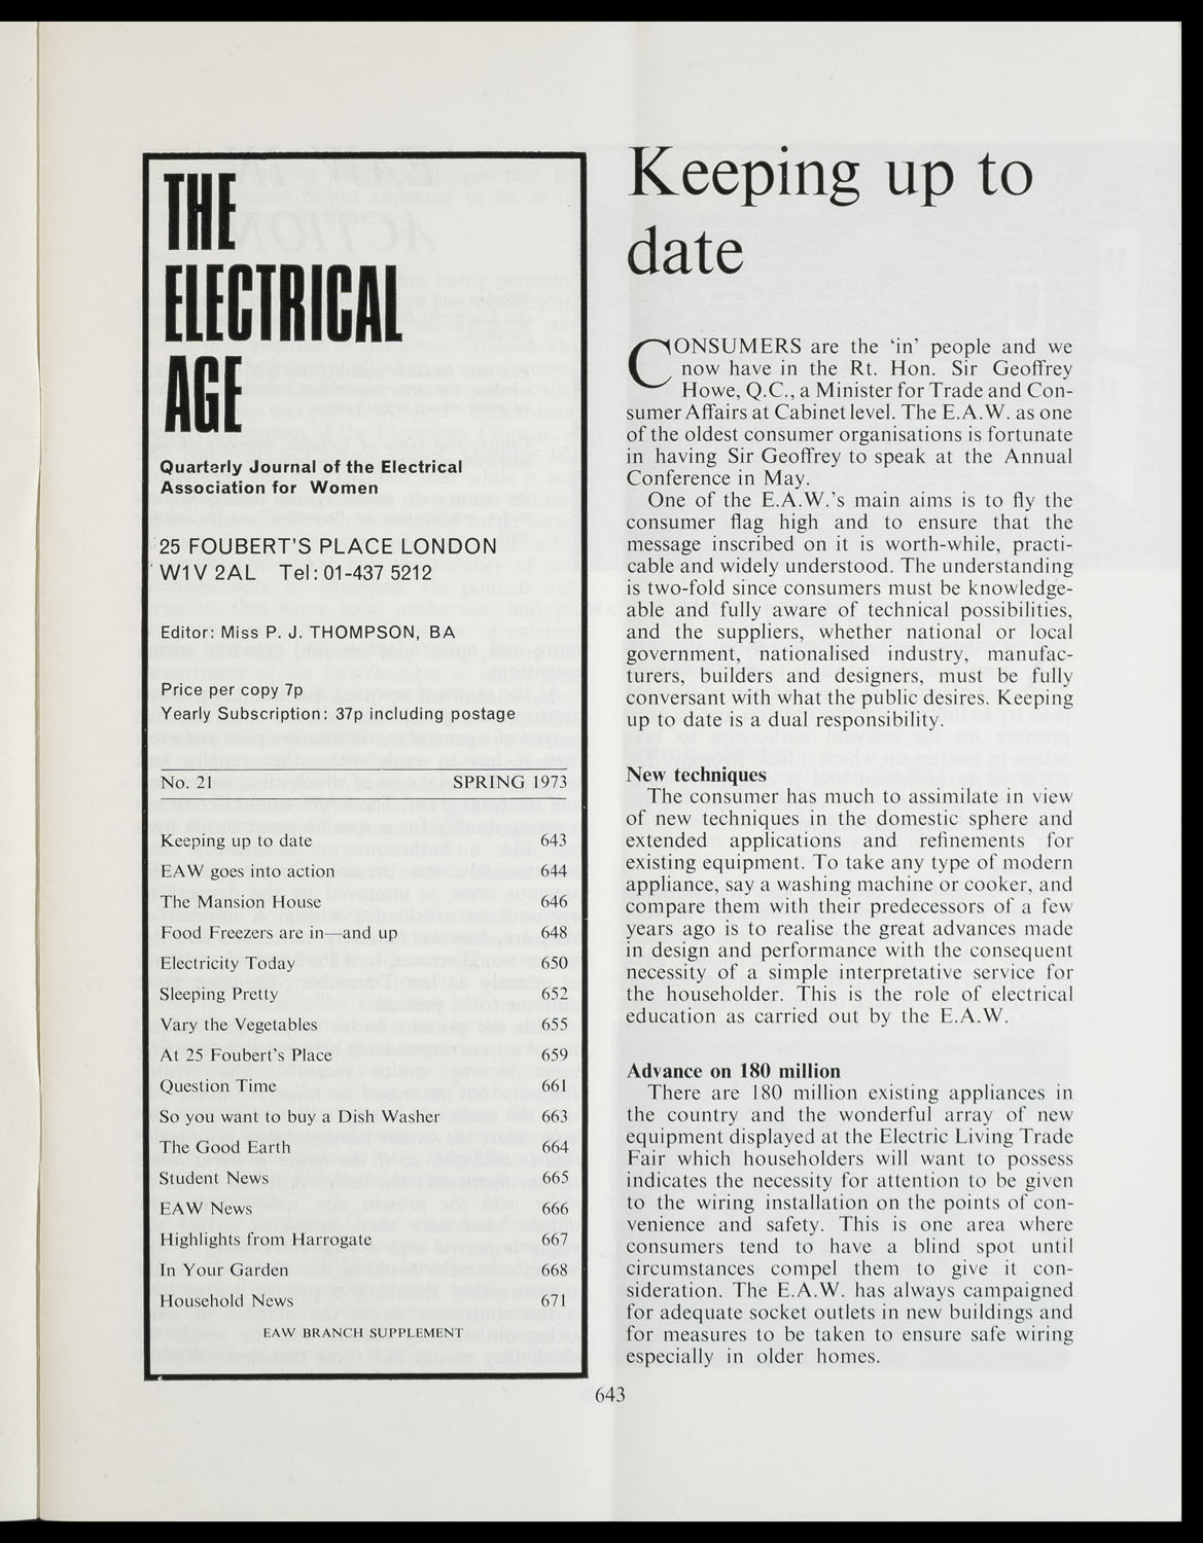 THE
ELECTRICAL
AGE
Quarterly Journal of the Electrical
Association for Women
25 FOUBERT'S PLACE LONDON
W1V 2AL Tel: 01-437 5212
Editor: Miss P. J. THOMPSON, BA
Price per copy 7p
Yearly Subscription: 37p including postage
No. 21 SPRING 1973
Keeping up to date 643
EAW goes into action 644
The Mansion House 646
Food Freezers are in—and up 648
Electricity Today 650
Sleeping Pretty 652
Vary the Vegetables 655
At 25 Foubert's Place 659
Question Time 661
So you want to buy a Dish Washer 663
The Good Earth 664
Student News 665
EAW News 666
Highlights from Harrogate 667
In Your Garden 668
Household News 671
EAW BRANCH SUPPLEMENT
Keeping up to
date
CONSUMERS are the 'in' people and we
now have in the Rt. Hon. Sir Geoffrey
Howe, Q.C., a Minister for Trade and Con-
sumer Affairs at Cabinet level. The E.A.W. as one
of the oldest consumer organisations is fortunate
in having Sir Geoffrey to speak at the Annual
Conference in May.
One of the E.A.W.'s main aims is to fly the
consumer flag high and to ensure that the
message inscribed on it is worth-while, practi-
cable and widely understood. The understanding
is two-fold since consumers must be knowledge-
able and fully aware of technical possibilities,
and the suppliers, whether national or local
government, nationalised industry, manufac-
turers, builders and designers, must be fully
conversant with what the public desires. Keeping
up to date is a dual responsibility.
New techniques
The consumer has much to assimilate in view
of new techniques in the domestic sphere and
extended applications and refinements for
existing equipment. To take any type of modern
appliance, say a washing machine or cooker, and
compare them with their predecessors of a few
years ago is to realise the great advances made
in design and performance with the consequent
necessity of a simple interpretative service for
the householder. This is the role of electrical
education as carried out by the E.A.W.
Advance on 180 million
There are 180 million existing appliances in
the country and the wonderful array of new
equipment displayed at the Electric Living Trade
Fair which householders will want to possess
indicates the necessity for attention to be given
to the wiring installation on the points of con-
venience and safety. This is one area where
consumers tend to have a blind spot until
circumstances compel them to give it con-
sideration. The E.A.W. has always campaigned
for adequate socket outlets in new buildings and
for measures to be taken to ensure safe wiring
especially in older homes.
643